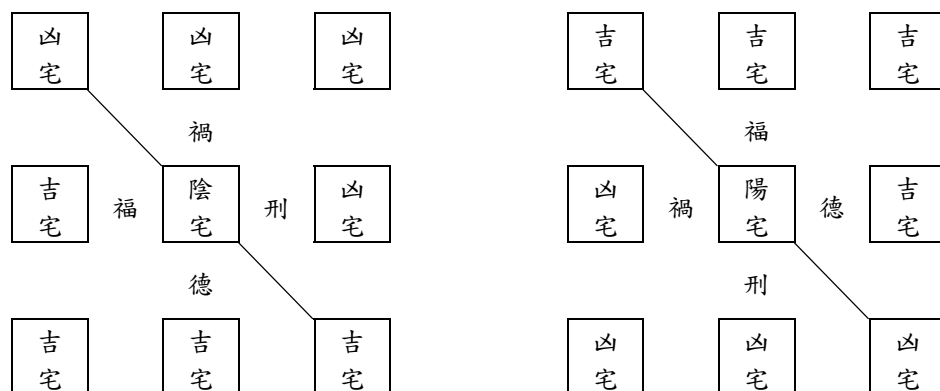 凶宅 凶宅 凶宅 吉宅 吉宅 吉宅
禍 福
吉宅 福 陰宅 刑 凶宅 凶宅 禍 陽宅 德 吉宅
德 刑
吉宅 吉宅 吉宅 凶宅 凶宅 凶宅